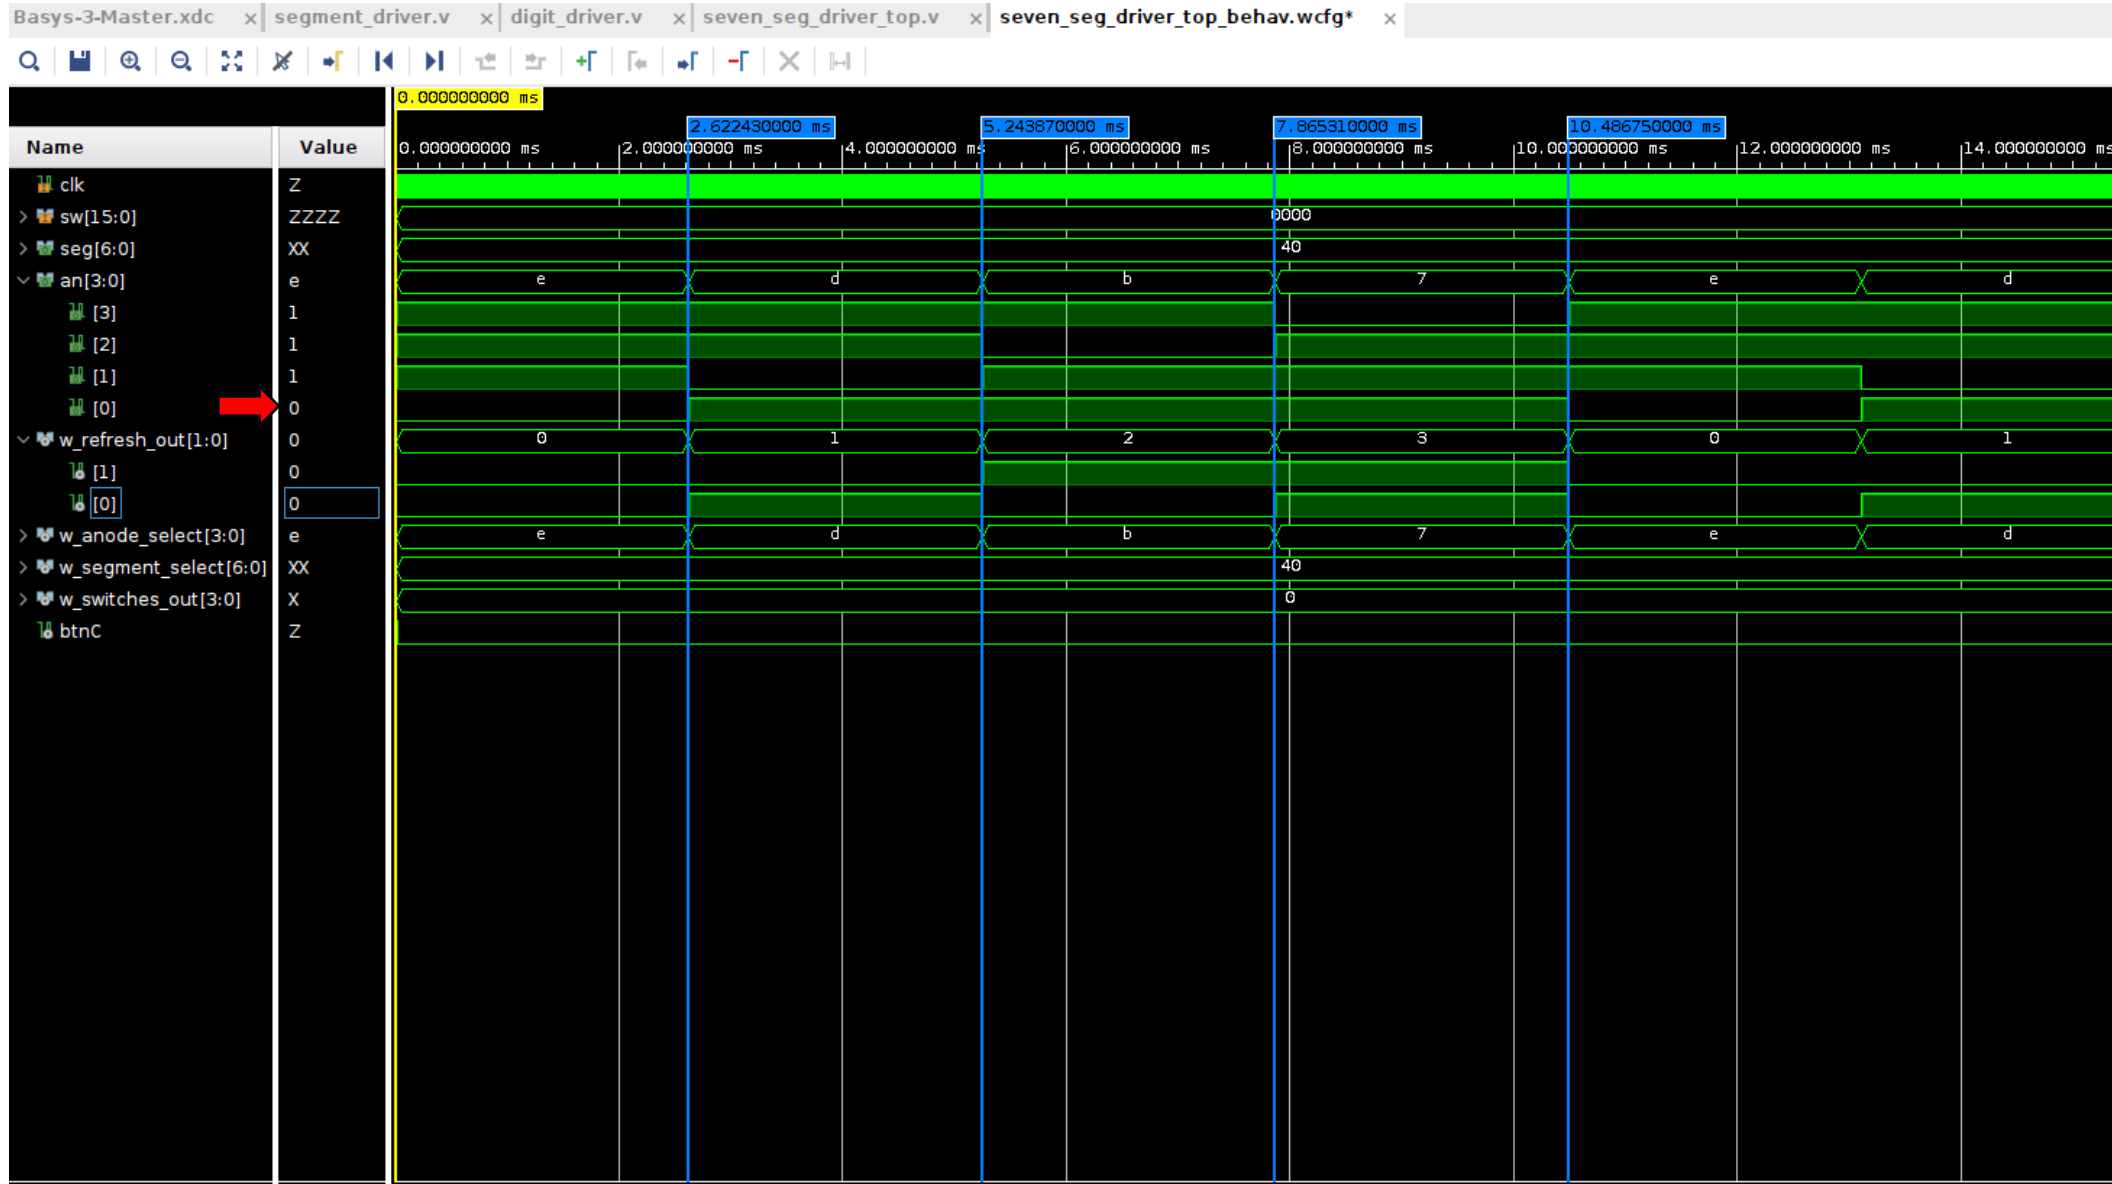 Basys-3-Master.xdc × segment_driver.v × digit_driver.v × seven_seg_driver_top.v × seven_seg_driver_top_behav.wcfg* ×
0.000000000 ms
2.622430000 ms 5.243870000 ms 7.865310000 ms 10.486750000 ms
Name Value 0.000000000 ms 2.000000000 ms 4.000000000 ms 6.000000000 ms 8.000000000 ms 10.000000000 ms 12.000000000 ms 14.000000000 ms
clk Z
sw[15:0] ZZZZ 0000
seg[6:0] XX 40
an[3:0] e e d b 7 e d
[3] 1
[2] 1
[1] 1
[0] 0
w_refresh_out[1:0] 0 0 1 2 3 0 1
[1] 0
[0] 0
w_anode_select[3:0] e e d b 7 e d
w_segment_select[6:0] XX 40
w_switches_out[3:0] X 0
btnC Z